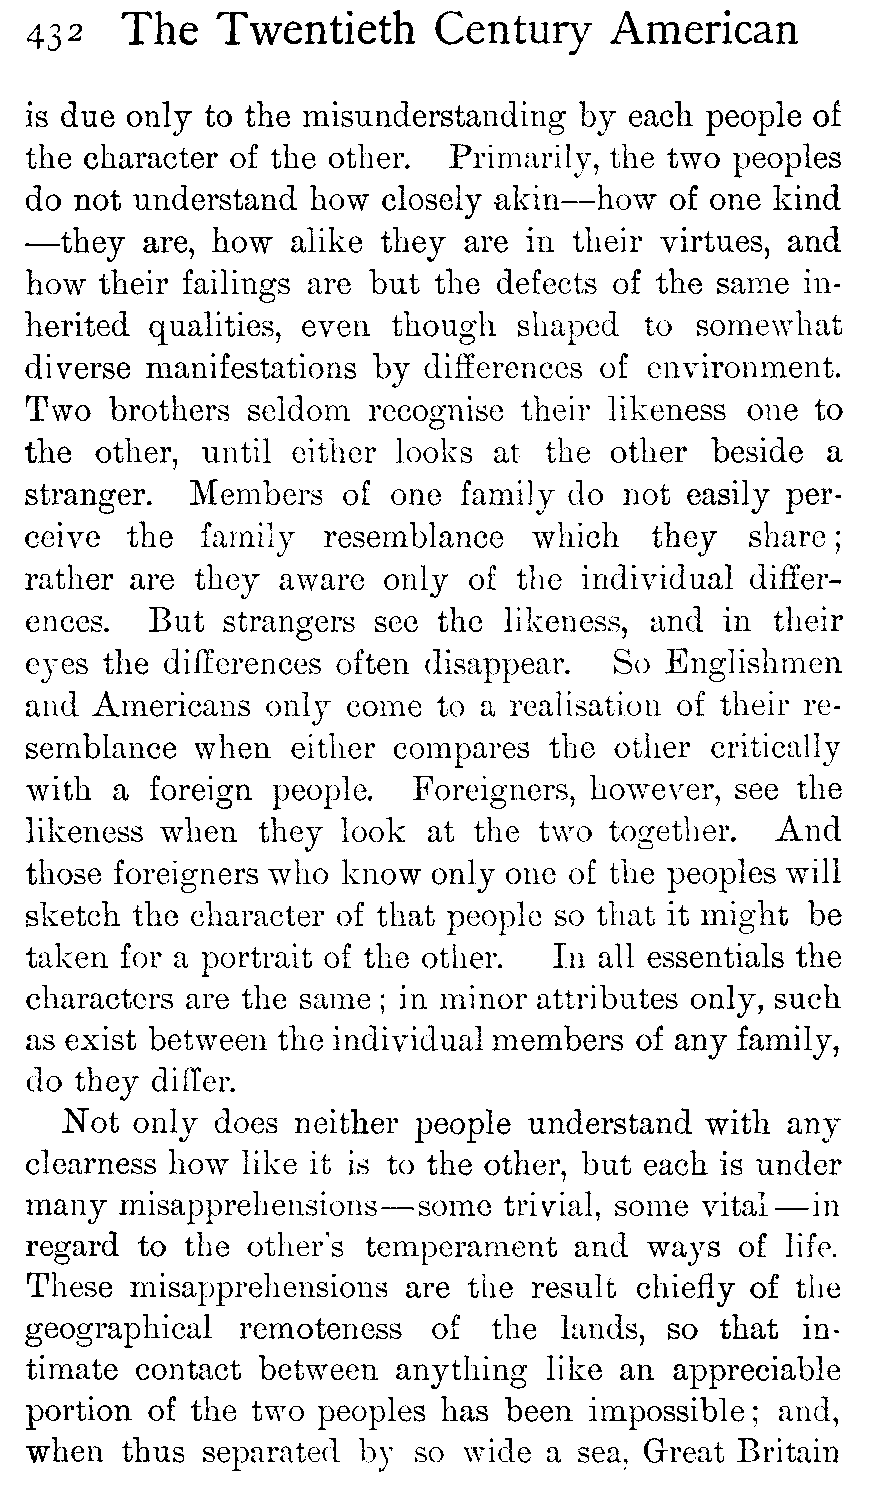 432 The Twentieth Century American
is due only to the misunderstanding by each people of
the character of the other. Primarily, the two peoples
do not understand how closely akin—how of one kind
—they are, how alike they are in their virtues, and
how their failings are but the defects of the same in-
herited qualities, even though shaped to somewhat
diverse manifestations by differences of environment.
Two brothers seldom recognise their likeness one to
the other, until either looks at the other beside a
stranger. Members of one family do not easily per-
ceive the family resemblance which they share;
rather are they aware only of the individual differ-
ences. But strangers see the likeness, and in their
eyes the differences often disappear. So Englishmen
and Americans only come to a realisation of their re-
semblance when either compares the other critically
with a foreign people. Foreigners, however, see the
likeness when they look at the two together. And
those foreigners who know only one of the peoples will
sketch the character of that people so that it might be
taken for a portrait of the other. In all essentials the
characters are the same; in minor attributes only, such
as exist between the individual members of any family,
do they differ.
Not only does neither people understand with any
clearness how like it is to the other, but each is under
many misapprehensions—some trivial, some vital—in
regard to the other's temperament and ways of life.
These misapprehensions are the result chiefly of the
geographical remoteness of the lands, so that in-
timate contact between anything like an appreciable
portion of the two peoples has been impossible; and,
when thus separated by so wide a sea, Great Britain